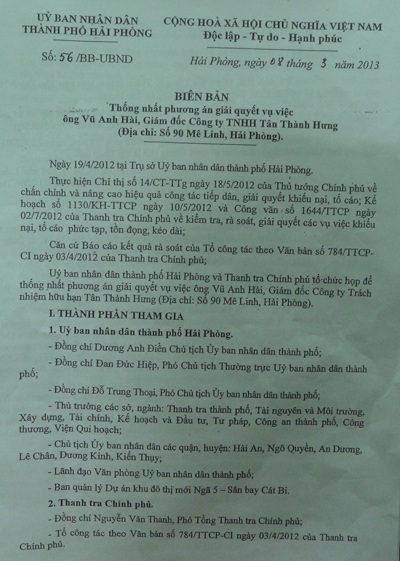 UỶ BAN NHÂN DÂN
THÀNH PHỐ HẢI PHÒNG
CỘNG HOÀ XÃ HỘI CHỦ NGHĨA VIỆT NAM
Độc lập - Tự do - Hạnh phúc
Số: 56/BB-UBND
Hải Phòng, ngày 08 tháng 3 năm 2013
BIÊN BẢN
Thống nhất phương án giải quyết vụ việc
ông Vũ Anh Hài, Giám đốc Công ty TNHH Tân Thành Hưng
(Địa chỉ: Số 90 Mê Linh, Hải Phòng).
Ngày 19/4/2012 tại Trụ sở Uỷ ban nhân dân thành phố Hải Phòng.
Thực hiện Chỉ thị số 14/CT-TTg ngày 18/5/2012 của Thủ tướng Chính phủ về
chấn chỉnh và nâng cao hiệu quả công tác tiếp dân, giải quyết khiếu nại, tố cáo; Kế
hoạch số 1130/KH-TTCP ngày 10/5/2012 và Công văn số 1644/TTCP ngày
02/7/2012 của Thanh tra Chính phủ về kiểm tra, rà soát, giải quyết các vụ việc khiếu
nại, tố cáo phức tạp, tồn đọng, kéo dài;
Căn cứ Báo cáo kết quả rà soát của Tổ công tác theo Văn bản số 784/TTCP-
CI ngày 03/4/2012 của Thanh tra Chính phủ;
Uỷ ban nhân dân thành phố Hải Phòng và Thanh tra Chính phủ tổ chức họp để
thống nhất phương án giải quyết vụ việc ông Vũ Anh Hài, Giám đốc Công ty Trách
nhiệm hữu hạn Tân Thành Hưng (Địa chỉ: Số 90 Mê Linh, Hải Phòng).
I. THÀNH PHẦN THAM GIA
1. Uỷ ban nhân dân thành phố Hải Phòng.
- Đồng chí Dương Anh Điền Chủ tịch Ủy ban nhân dân thành phố;
- Đồng chí Đan Đức Hiệp, Phó Chủ tịch Thường trực Uỷ ban nhân dân thành
phố;
- Đồng chí Đỗ Trung Thoại, Phó Chủ tịch Ủy ban nhân dân thành phố;
- Thủ trưởng các sở, ngành: Thanh tra thành phố, Tài nguyên và Môi trường,
Xây dựng, Tài chính, Kế hoạch và Đầu tư, Tư pháp, Công an thành phố, Công
thương, Viện Qui hoạch;
- Chủ tịch Ủy ban nhân dân các quận, huyện: Hải An, Ngô Quyền, An Dương,
Lê Chân, Dương Kinh, Kiến Thụy;
- Lãnh đạo Văn phòng Uỷ ban nhân dân thành phố;
- Ban quản lý Dự án khu đô thị mới Ngã 5 – Sân bay Cát Bi.
2. Thanh tra Chính phủ.
- Đồng chí Nguyễn Văn Thanh, Phó Tổng Thanh tra Chính phủ;
- Tổ công tác theo Văn bản số 784/TTCP-CI ngày 03/4/2012 của Thanh tra
Chính phủ.